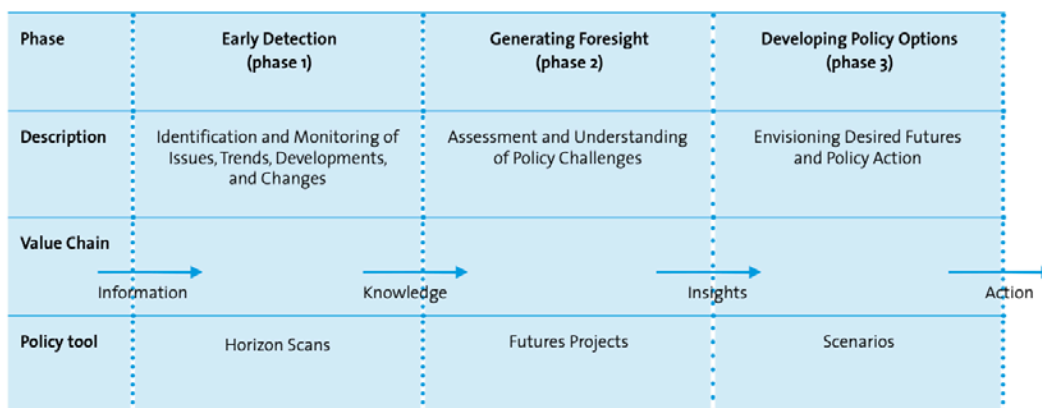 Phase
Early Detection
(phase 1)
Generating Foresight
(phase 2)
Developing Policy Options
(phase 3)
Description
Identification and Monitoring of
Issues, Trends, Developments,
and Changes
Assessment and Understanding
of Policy Challenges
Envisioning Desired Futures
and Policy Action
Value Chain
Information
Knowledge
Insights
Action
Policy tool
Horizon Scans
Futures Projects
Scenarios